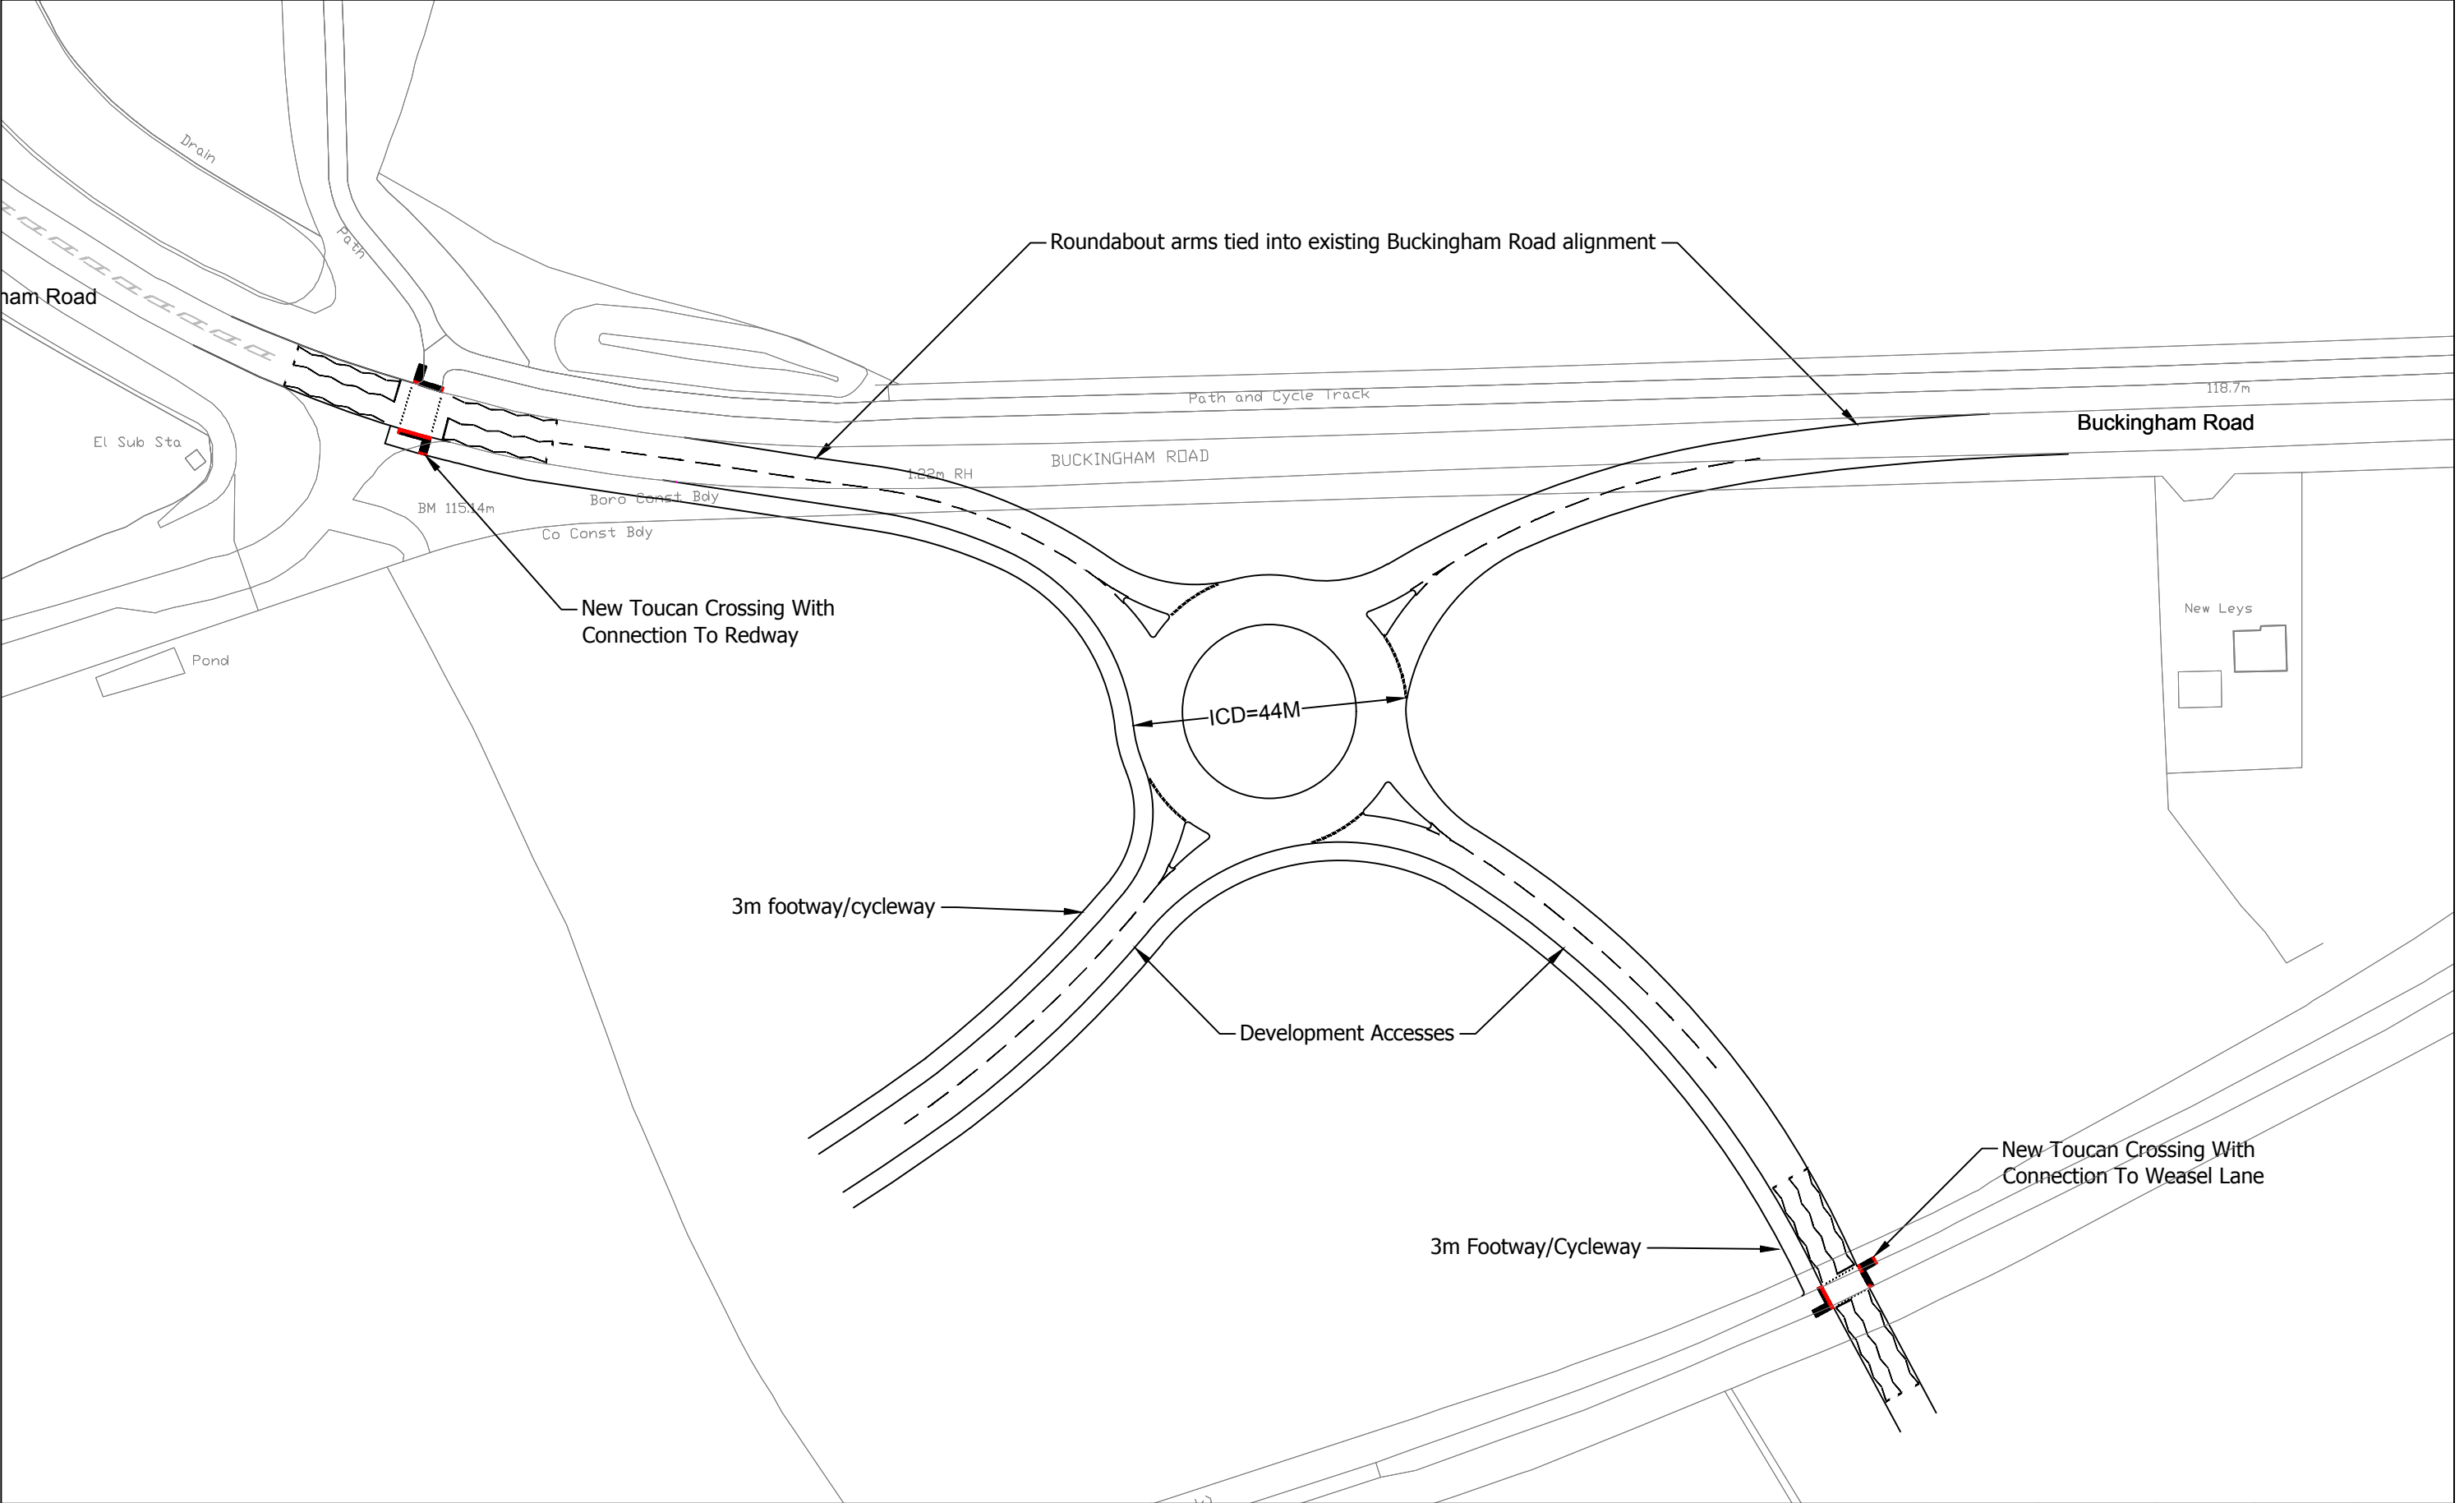 Drain
Path
ham Road
Roundabout arms tied into existing Buckingham Road alignment
118.7m
Path and Cycle Track
Buckingham Road
El Sub Sta
BUCKINGHAM ROAD
1.22m RH
Boro Const Bdy
BM 115.14m
Co Const Bdy
New Toucan Crossing With
Connection To Redway
New Leys
Pond
ICD=44M
3m footway/cycleway
Development Accesses
New Toucan Crossing With
Connection To Weasel Lane
3m Footway/Cycleway